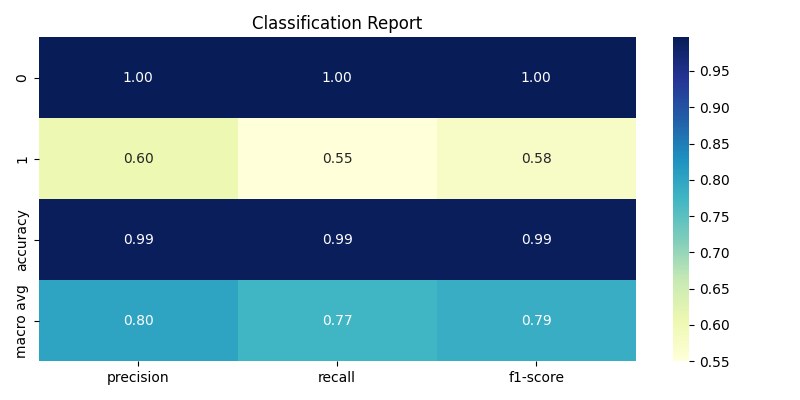 Classification Report
0 1.00 1.00 1.00
1 0.60 0.55 0.58
accuracy 0.99 0.99 0.99
macro avg 0.80 0.77 0.79
precision recall f1-score
0.95
0.90
0.85
0.80
0.75
0.70
0.65
0.60
0.55